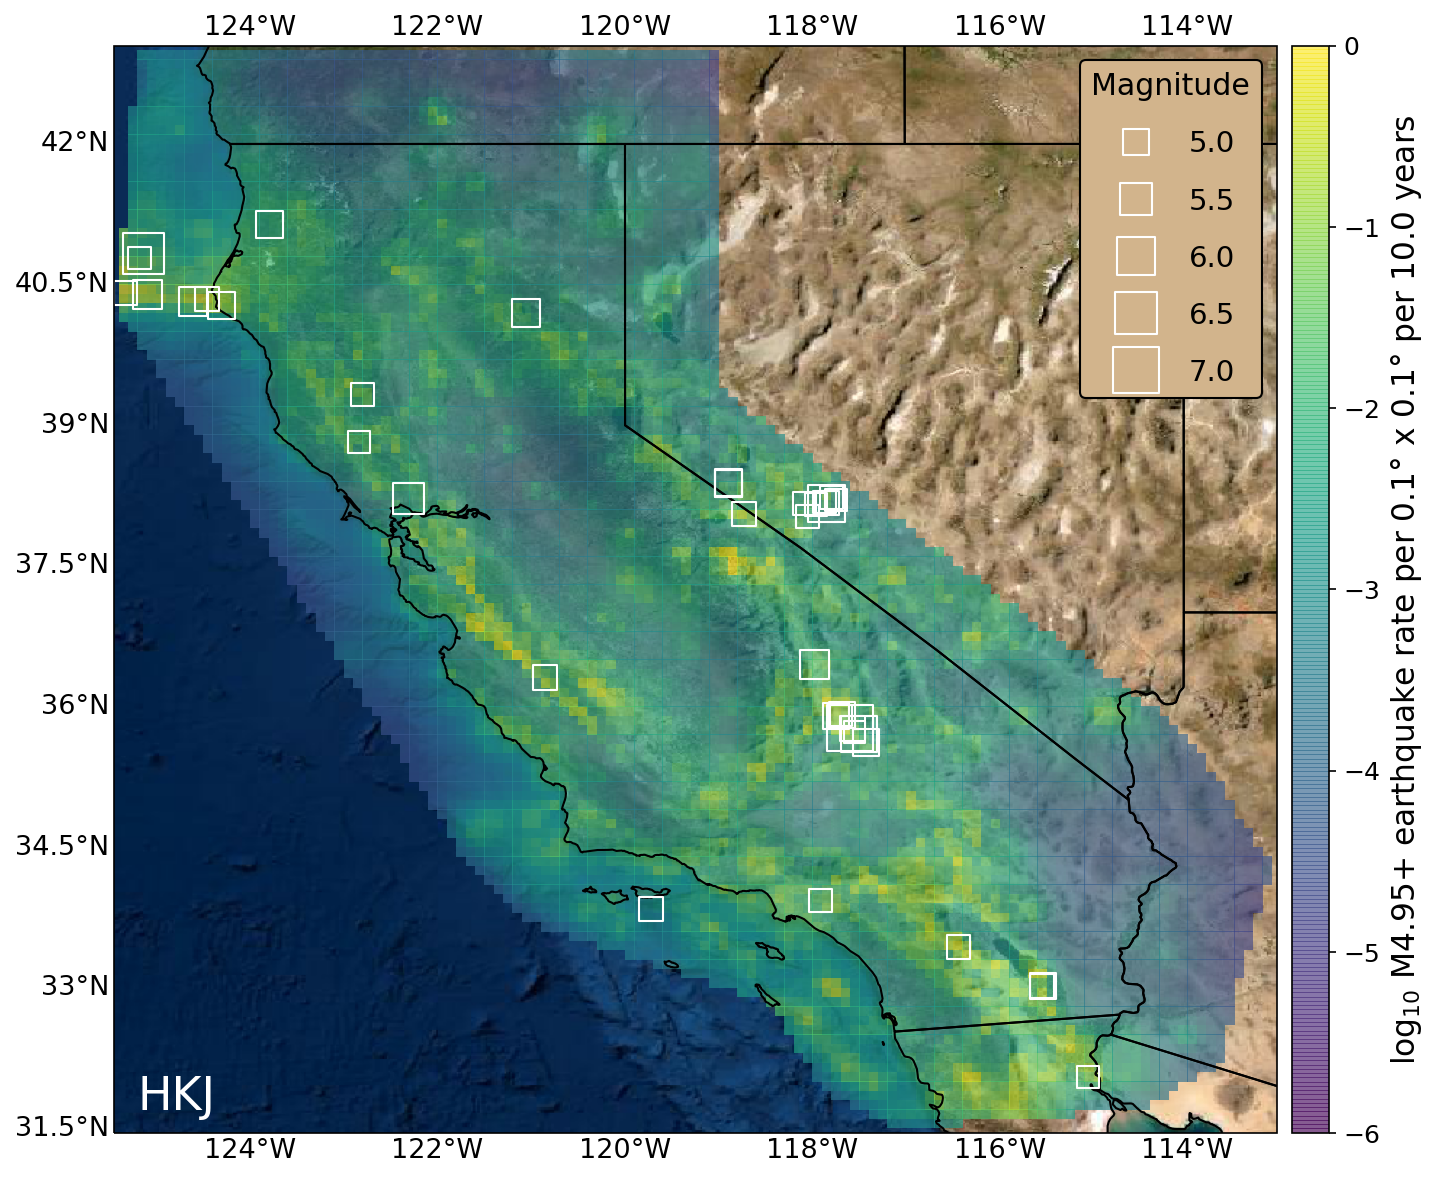 124°W 122°W 120°W 118°W 116°W 114°W
42°N
40.5°N
39°N
37.5°N
36°N
34.5°N
33°N
31.5°N
Magnitude
5.0
5.5
6.0
6.5
7.0
HKJ
124°W 122°W 120°W 118°W 116°W 114°W
0
−1
−2
−3
−4
−5
−6
log₁₀ M4.95+ earthquake rate per 0.1° x 0.1° per 10.0 years